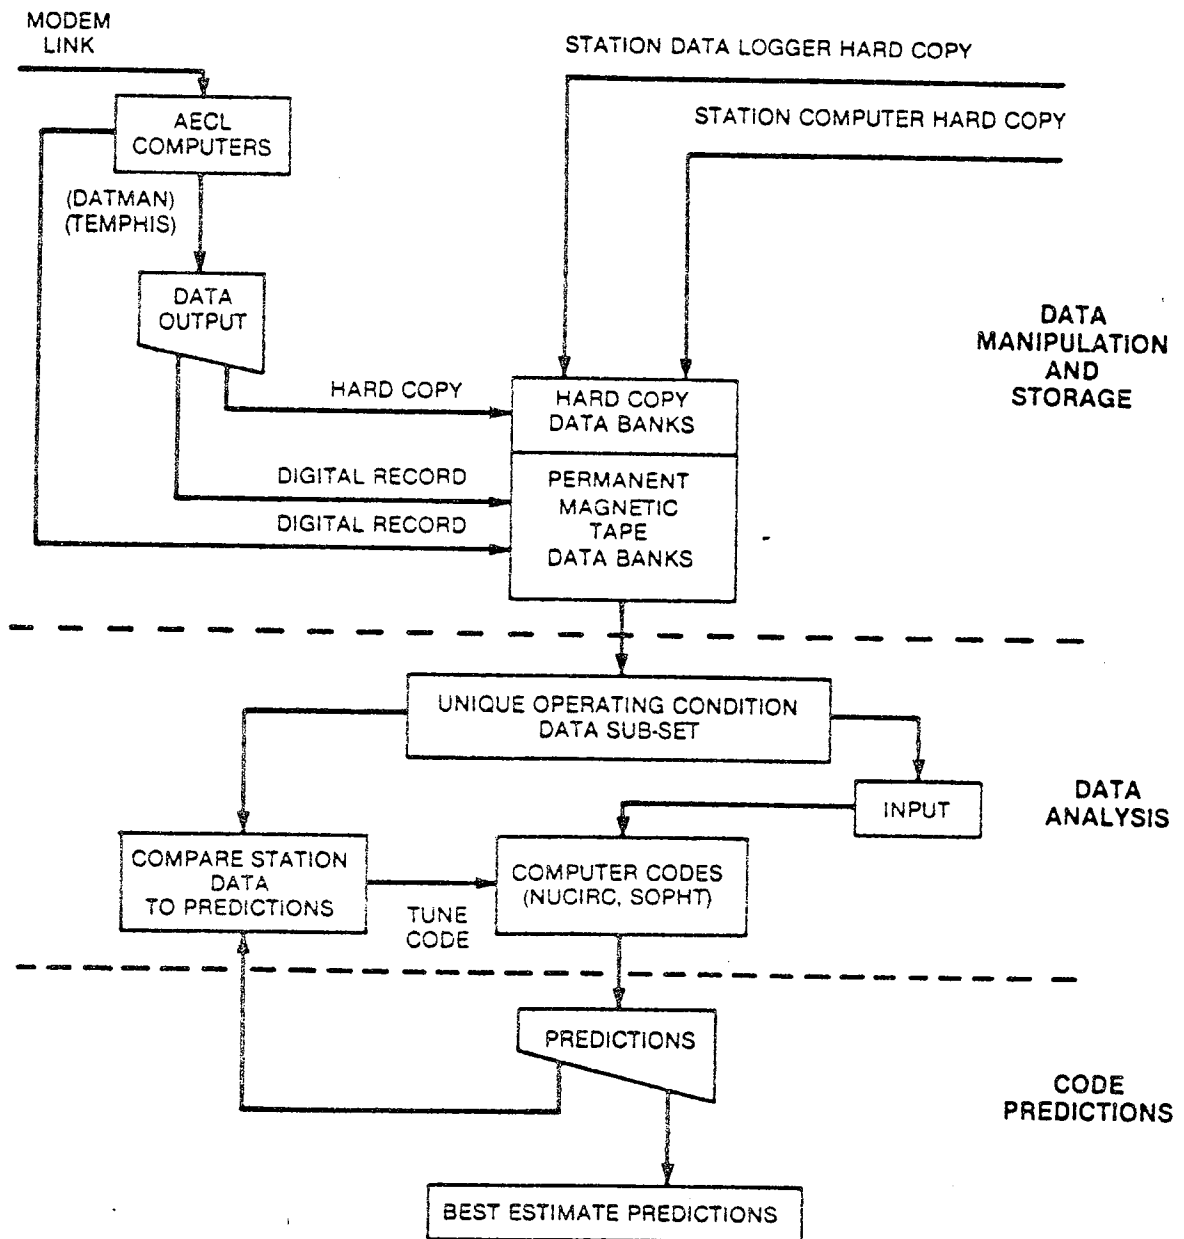 MODEM
LINK
STATION DATA LOGGER HARD COPY
STATION COMPUTER HARD COPY
AECL
COMPUTERS
(DATMAN)
(TEMPHIS)
DATA
OUTPUT
DATA
MANIPULATION
AND
STORAGE
HARD COPY
HARD COPY
DATA BANKS
DIGITAL RECORD
DIGITAL RECORD
PERMANENT
MAGNETIC
TAPE
DATA BANKS
UNIQUE OPERATING CONDITION
DATA SUB-SET
INPUT
DATA
ANALYSIS
COMPARE STATION
DATA
TO PREDICTIONS
TUNE
CODE
COMPUTER CODES
(NUCIRC, SOPHT)
PREDICTIONS
CODE
PREDICTIONS
BEST ESTIMATE PREDICTIONS